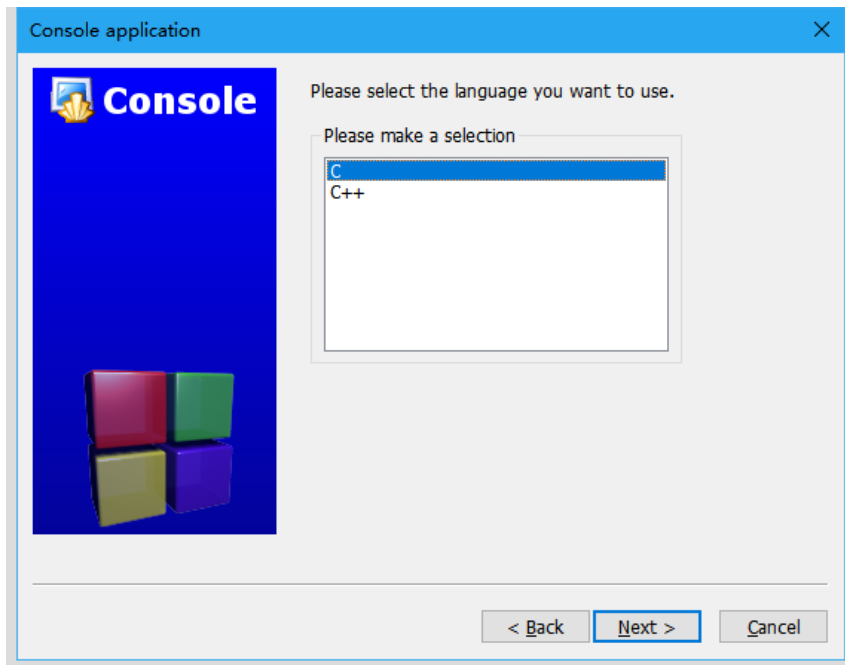 Console application
Console
Please select the language you want to use.
Please make a selection
C
C++
< Back
Next >
Cancel